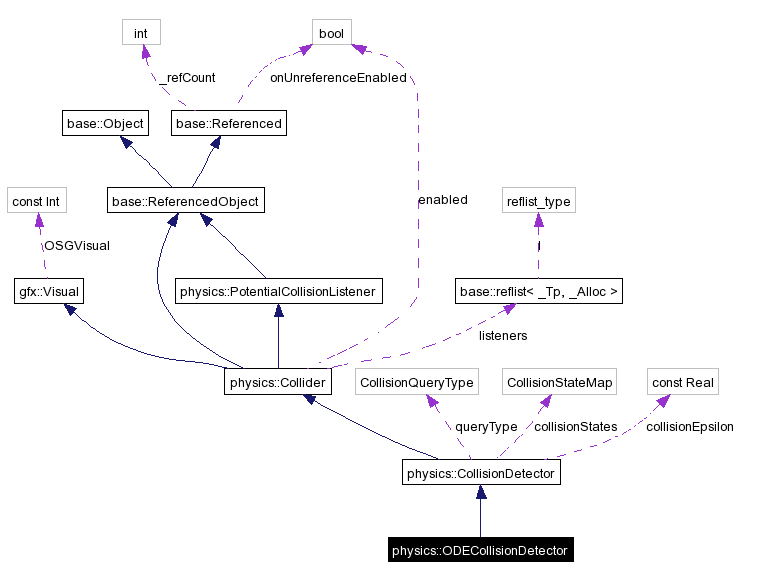 int
bool
_refCount
onUnreferenceEnabled
base::Object
base::Referenced
const Int
base::ReferencedObject
enabled
reflist_type
OSGVisual
l
gfx::Visual
physics::PotentialCollisionListener
base::reflist< _Tp, _Alloc >
listeners
physics::Collider
CollisionQueryType
CollisionStateMap
const Real
queryType
collisionStates
collisionEpsilon
physics::CollisionDetector
physics::ODECollisionDetector